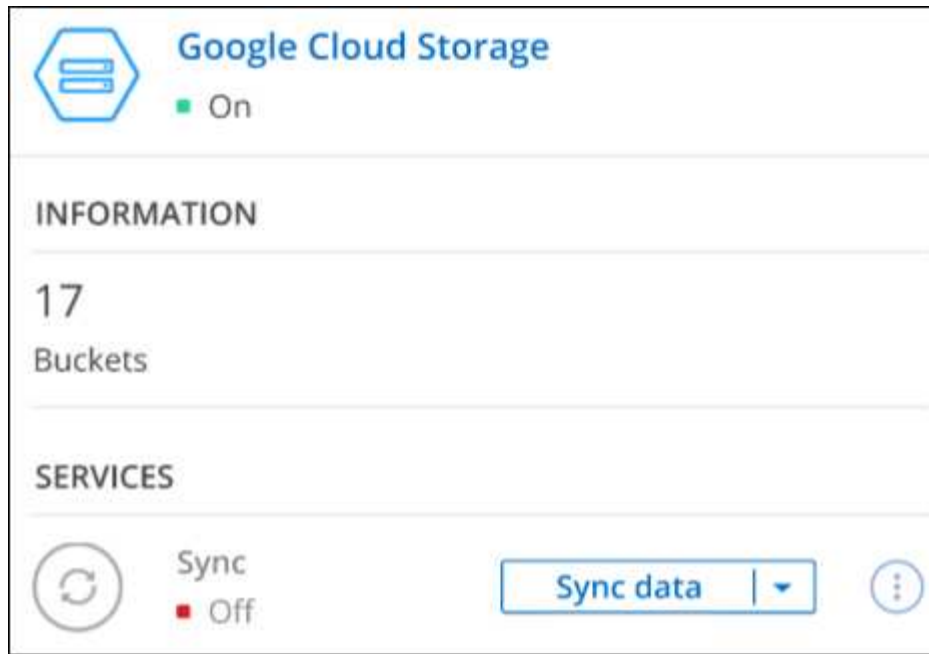 Google Cloud Storage
On
INFORMATION
17
Buckets
SERVICES
Sync
Off
Sync data